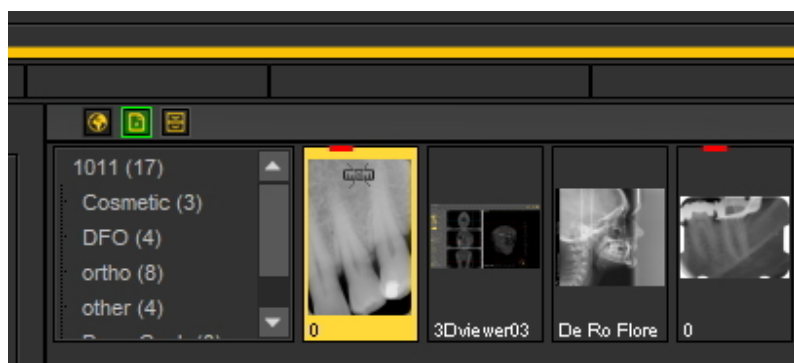 1011 (17)
Cosmetic (3)
DFO (4)
ortho (8)
other (4)
0
3Dviewer03
De Ro Flore
0